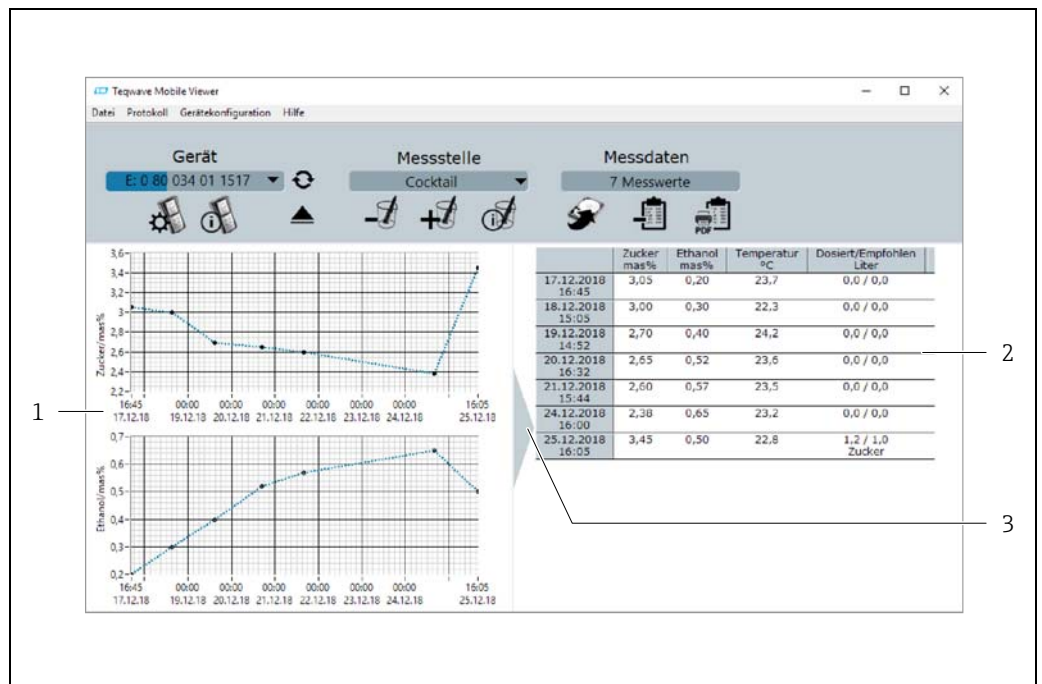 Teqwave Mobile Viewer
Datei Protokoll Gerätekonfiguration Hilfe
Gerät Messstelle Messdaten
E: 0 80 034 01 1517 Cocktail 7 Messwerte
PDF
3,6
3,4
3,2
3
2,8
2,6
2,4
2,2
Zucker/mas%
16:45 00:00 00:00 00:00 00:00 00:00 00:00 16:05
17.12.18 19.12.18 20.12.18 21.12.18 22.12.18 23.12.18 24.12.18 25.12.18
0,7
0,6
0,5
0,4
0,3
0,2
Ethanol/mas%
16:45 00:00 00:00 00:00 00:00 00:00 00:00 16:05
17.12.18 19.12.18 20.12.18 21.12.18 22.12.18 23.12.18 24.12.18 25.12.18
Zucker Ethanol Temperatur Dosiert/Empfohlen
mas% mas% °C Liter
17.12.2018 3,05 0,20 23,7 0,0 / 0,0
16:45
18.12.2018 3,00 0,30 22,3 0,0 / 0,0
15:05
19.12.2018 2,70 0,40 24,2 0,0 / 0,0
14:52
20.12.2018 2,65 0,52 23,6 0,0 / 0,0
16:32
21.12.2018 2,60 0,57 23,5 0,0 / 0,0
15:44
24.12.2018 2,38 0,65 23,2 0,0 / 0,0
16:00
25.12.2018 3,45 0,50 22,8 1,2 / 1,0
16:05 Zucker
1
2
3